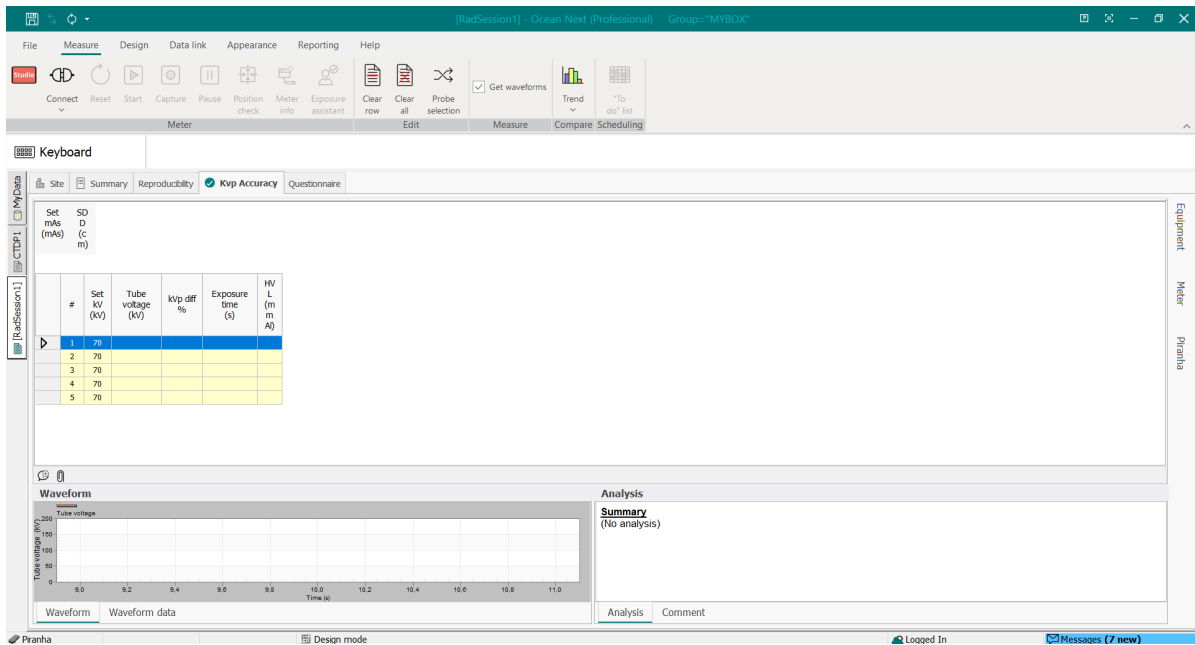 [RadSession1] - Ocean Next (Professional) Group="MYBOX"
File Measure Design Data link Appearance Reporting Help
Studio
Connect Reset Start Capture Pause Position check Meter info Exposure assistant
Clear row Clear all Probe selection
Get waveforms
Trend "To do" list
Meter Edit Measure Compare Scheduling
Keyboard
MyData
CTDP1
[RadSession1]
Site Summary Reproducibility Kvp Accuracy Questionnaire
Set mAs (mAs) SD D (c m)
# Set kV (kV) Tube voltage (kV) kVp diff % Exposure time (s) HV L (m m Al)
1 70
2 70
3 70
4 70
5 70
Equipment
Meter
Piranha
Waveform
Tube voltage
Tube voltage (kV)
200
150
100
50
0
9,0 9,2 9,4 9,6 9,8 10,0 10,2 10,4 10,6 10,8 11,0
Time (s)
Waveform Waveform data
Analysis
Summary
(No analysis)
Analysis Comment
Piranha Design mode Logged In Messages (7 new)